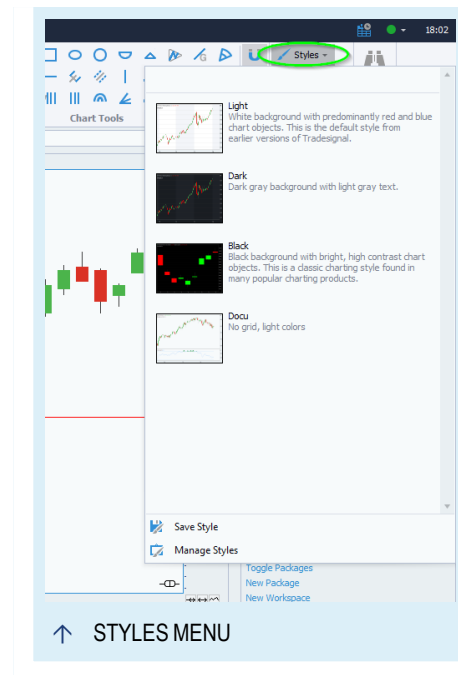 18:02
Styles
Chart Tools
Light
White background with predominantly red and blue
chart objects. This is the default style from
earlier versions of Tradesignal.
Dark
Dark gray background with light gray text.
Black
Black background with bright, high contrast chart
objects. This is a classic charting style found in
many popular charting products.
Docu
No grid, light colors
Save Style
Manage Styles
Toggle Packages
New Package
New Workspace
STYLES MENU